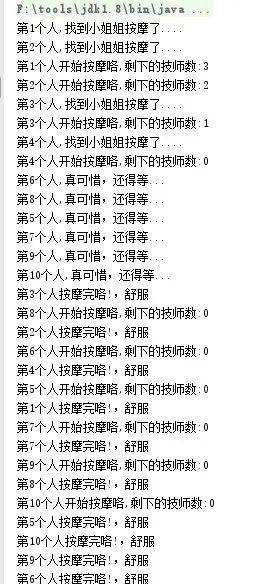 F:\tools\jdk1.8\bin\java ...
第1个人,找到小姐姐按摩了....
第2个人,找到小姐姐按摩了....
第1个人开始按摩咯,剩下的技师数:3
第2个人开始按摩咯,剩下的技师数:2
第3个人,找到小姐姐按摩了....
第3个人开始按摩咯,剩下的技师数:1
第4个人,找到小姐姐按摩了....
第4个人开始按摩咯,剩下的技师数:0
第6个人,真可惜，还得等...
第8个人,真可惜，还得等...
第5个人,真可惜，还得等...
第7个人,真可惜，还得等...
第9个人,真可惜，还得等...
第10个人,真可惜，还得等...
第3个人按摩完咯!，舒服
第8个人开始按摩咯,剩下的技师数:0
第2个人按摩完咯!，舒服
第6个人开始按摩咯,剩下的技师数:0
第4个人按摩完咯!，舒服
第5个人开始按摩咯,剩下的技师数:0
第1个人按摩完咯!，舒服
第7个人开始按摩咯,剩下的技师数:0
第7个人按摩完咯!，舒服
第9个人开始按摩咯,剩下的技师数:0
第8个人按摩完咯!，舒服
第10个人开始按摩咯,剩下的技师数:0
第5个人按摩完咯!，舒服
第10个人按摩完咯!，舒服
第9个人按摩完咯!，舒服
第6个人按摩完咯!，舒服